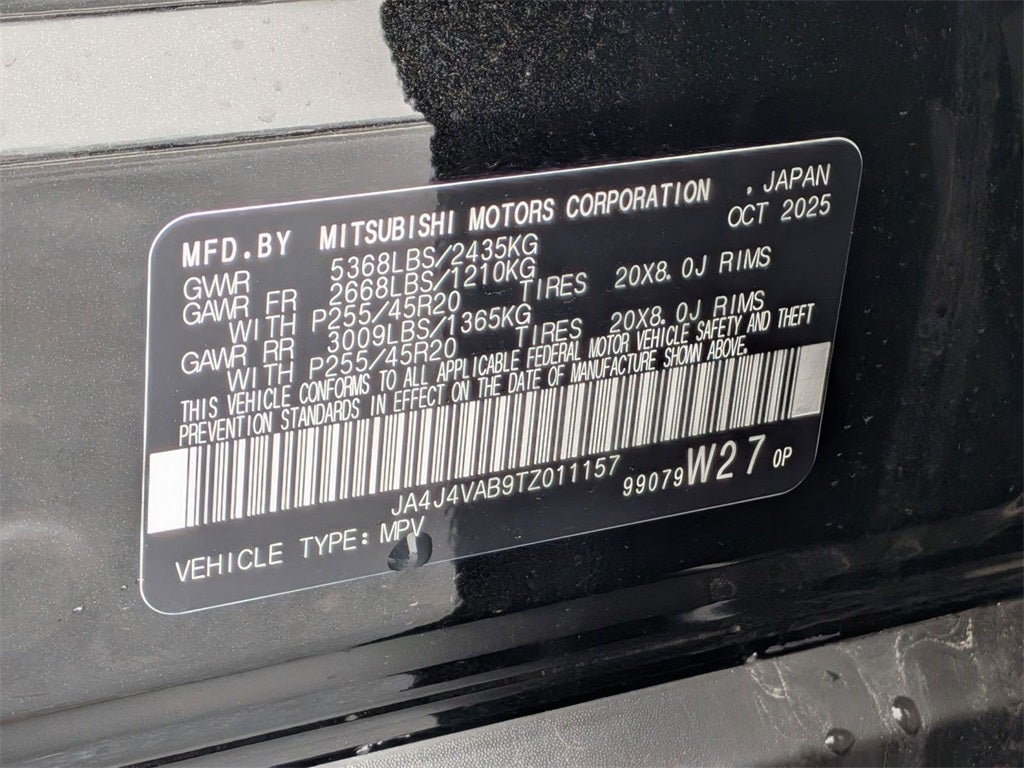 MFD.BY MITSUBISHI MOTORS CORPORATION . JAPAN
OCT 2025
GVWR 5368LBS/2435KG
GAWR FR 2668LBS/1210KG
WITH P255/45R20 TIRES 20X8.0J RIMS
GAWR RR 3009LBS/1365KG
WITH P255/45R20 TIRES 20X8.0J RIMS
THIS VEHICLE CONFORMS TO ALL APPLICABLE FEDERAL MOTOR VEHICLE SAFETY AND THEFT
PREVENTION STANDARDS IN EFFECT ON THE DATE OF MANUFACTURE SHOWN ABOVE.
JA4J4VAB9TZ011157 99079 W27 0P
VEHICLE TYPE: MPV